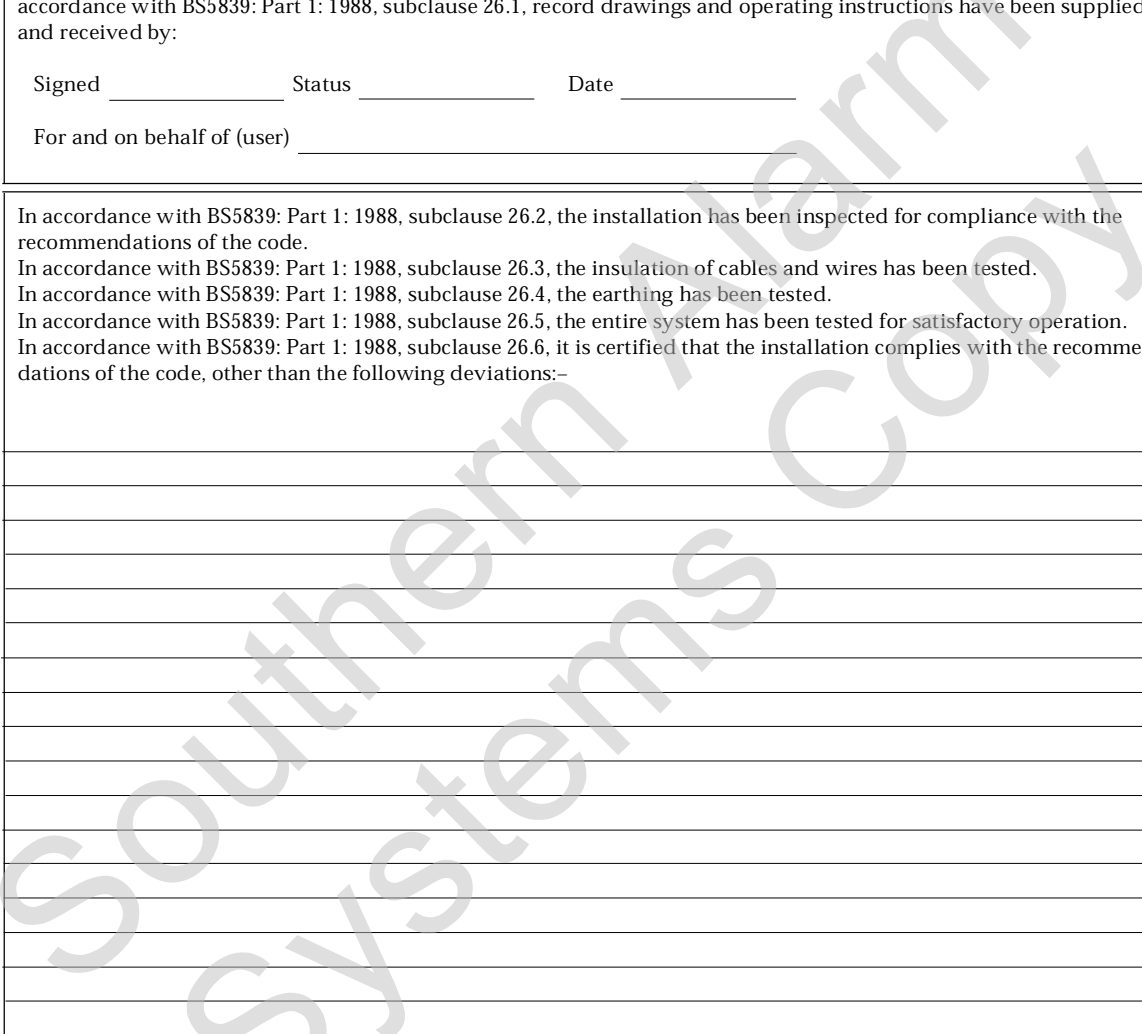 accordance with BS5839: Part 1: 1988, subclause 26.1, record drawings and operating instructions have been supplied
and received by:
Signed Status Date
For and on behalf of (user)
In accordance with BS5839: Part 1: 1988, subclause 26.2, the installation has been inspected for compliance with the
recommendations of the code.
In accordance with BS5839: Part 1: 1988, subclause 26.3, the insulation of cables and wires has been tested.
In accordance with BS5839: Part 1: 1988, subclause 26.4, the earthing has been tested.
In accordance with BS5839: Part 1: 1988, subclause 26.5, the entire system has been tested for satisfactory operation.
In accordance with BS5839: Part 1: 1988, subclause 26.6, it is certified that the installation complies with the recomme
dations of the code, other than the following deviations:–
Southern Alarm
Systems Copy